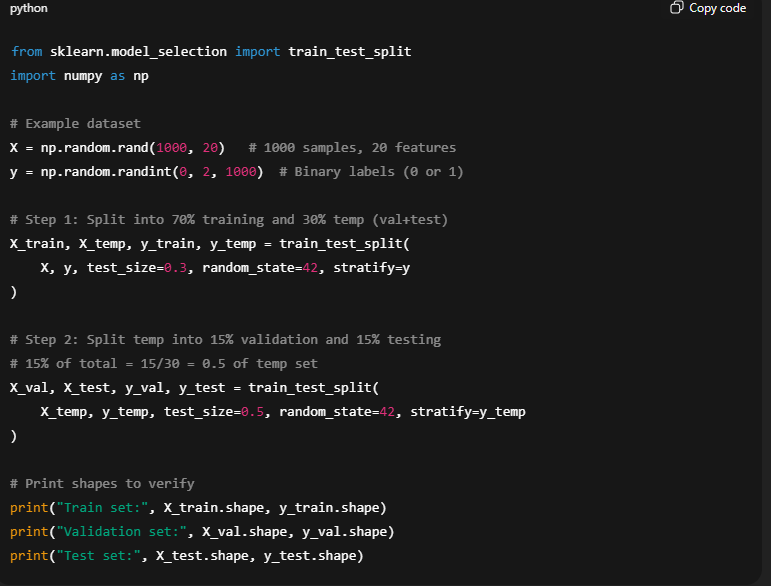 python
Copy code
from sklearn.model_selection import train_test_split
import numpy as np
# Example dataset
X = np.random.rand(1000, 20)   # 1000 samples, 20 features
y = np.random.randint(0, 2, 1000)  # Binary labels (0 or 1)
# Step 1: Split into 70% training and 30% temp (val+test)
X_train, X_temp, y_train, y_temp = train_test_split(
    X, y, test_size=0.3, random_state=42, stratify=y
)
# Step 2: Split temp into 15% validation and 15% testing
# 15% of total = 15/30 = 0.5 of temp set
X_val, X_test, y_val, y_test = train_test_split(
    X_temp, y_temp, test_size=0.5, random_state=42, stratify=y_temp
)
# Print shapes to verify
print("Train set:", X_train.shape, y_train.shape)
print("Validation set:", X_val.shape, y_val.shape)
print("Test set:", X_test.shape, y_test.shape)